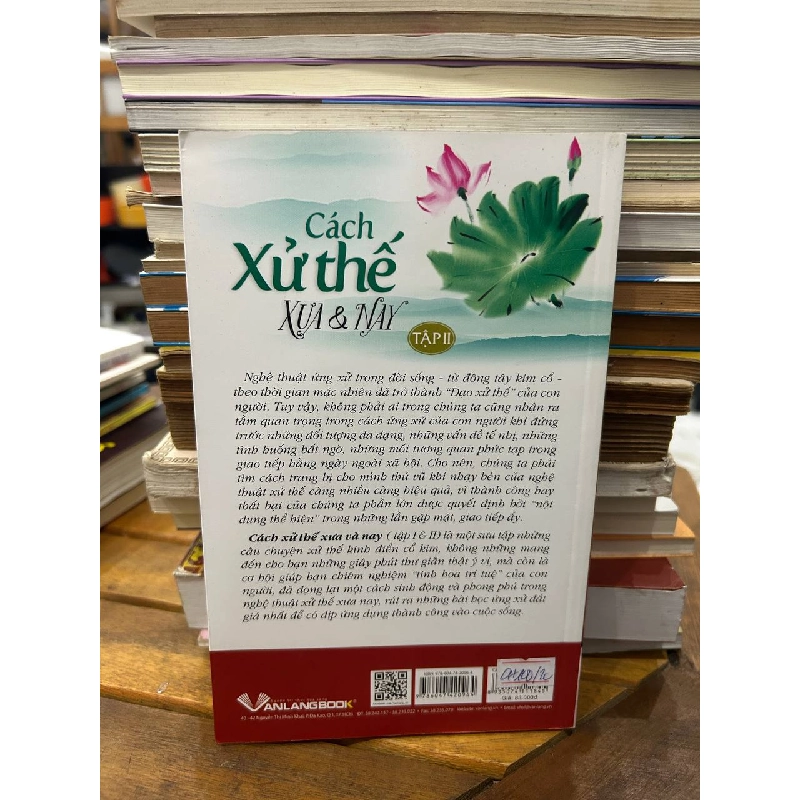 Cách
Xử thế
XƯA & NAY
TẬP II
Nghệ thuật ứng xử trong đời sống - từ đông tây kim cổ -
theo thời gian mặc nhiên đã trở thành "Đạo xử thế" của con
người. Tuy vậy, không phải ai trong chúng ta cũng nhận ra
tầm quan trọng trong cách ứng xử của con người khi đứng
trước những đối tượng đa dạng, những vấn đề tế nhị, những
tình huống bất ngờ, những mối tương quan phức tạp trong
giao tiếp hàng ngày ngoài xã hội. Cho nên, chúng ta phải
tìm cách trang bị cho mình thứ vũ khí nhạy bén của nghệ
thuật xử thế càng nhiều càng hiệu quả, vì thành công hay
thất bại của chúng ta phần lớn được quyết định bởi "nội
dung thể hiện" trong những lần gặp mặt, giao tiếp ấy.
Cách xử thế xưa và nay ( tập I & II) là một sưu tập những
câu chuyện xử thế kinh điển cổ kim, không những mang
đến cho bạn những giây phút thư giãn thật ý vị, mà còn là
cơ hội giúp bạn chiêm nghiệm "tinh hoa trí tuệ" của con
người, đã đọng lại một cách sinh động và phong phú trong
nghệ thuật xử thế xưa nay, rút ra những bài học ứng xử đắt
giá nhất để có dịp ứng dụng thành công vào cuộc sống.
VANLANGBOOK